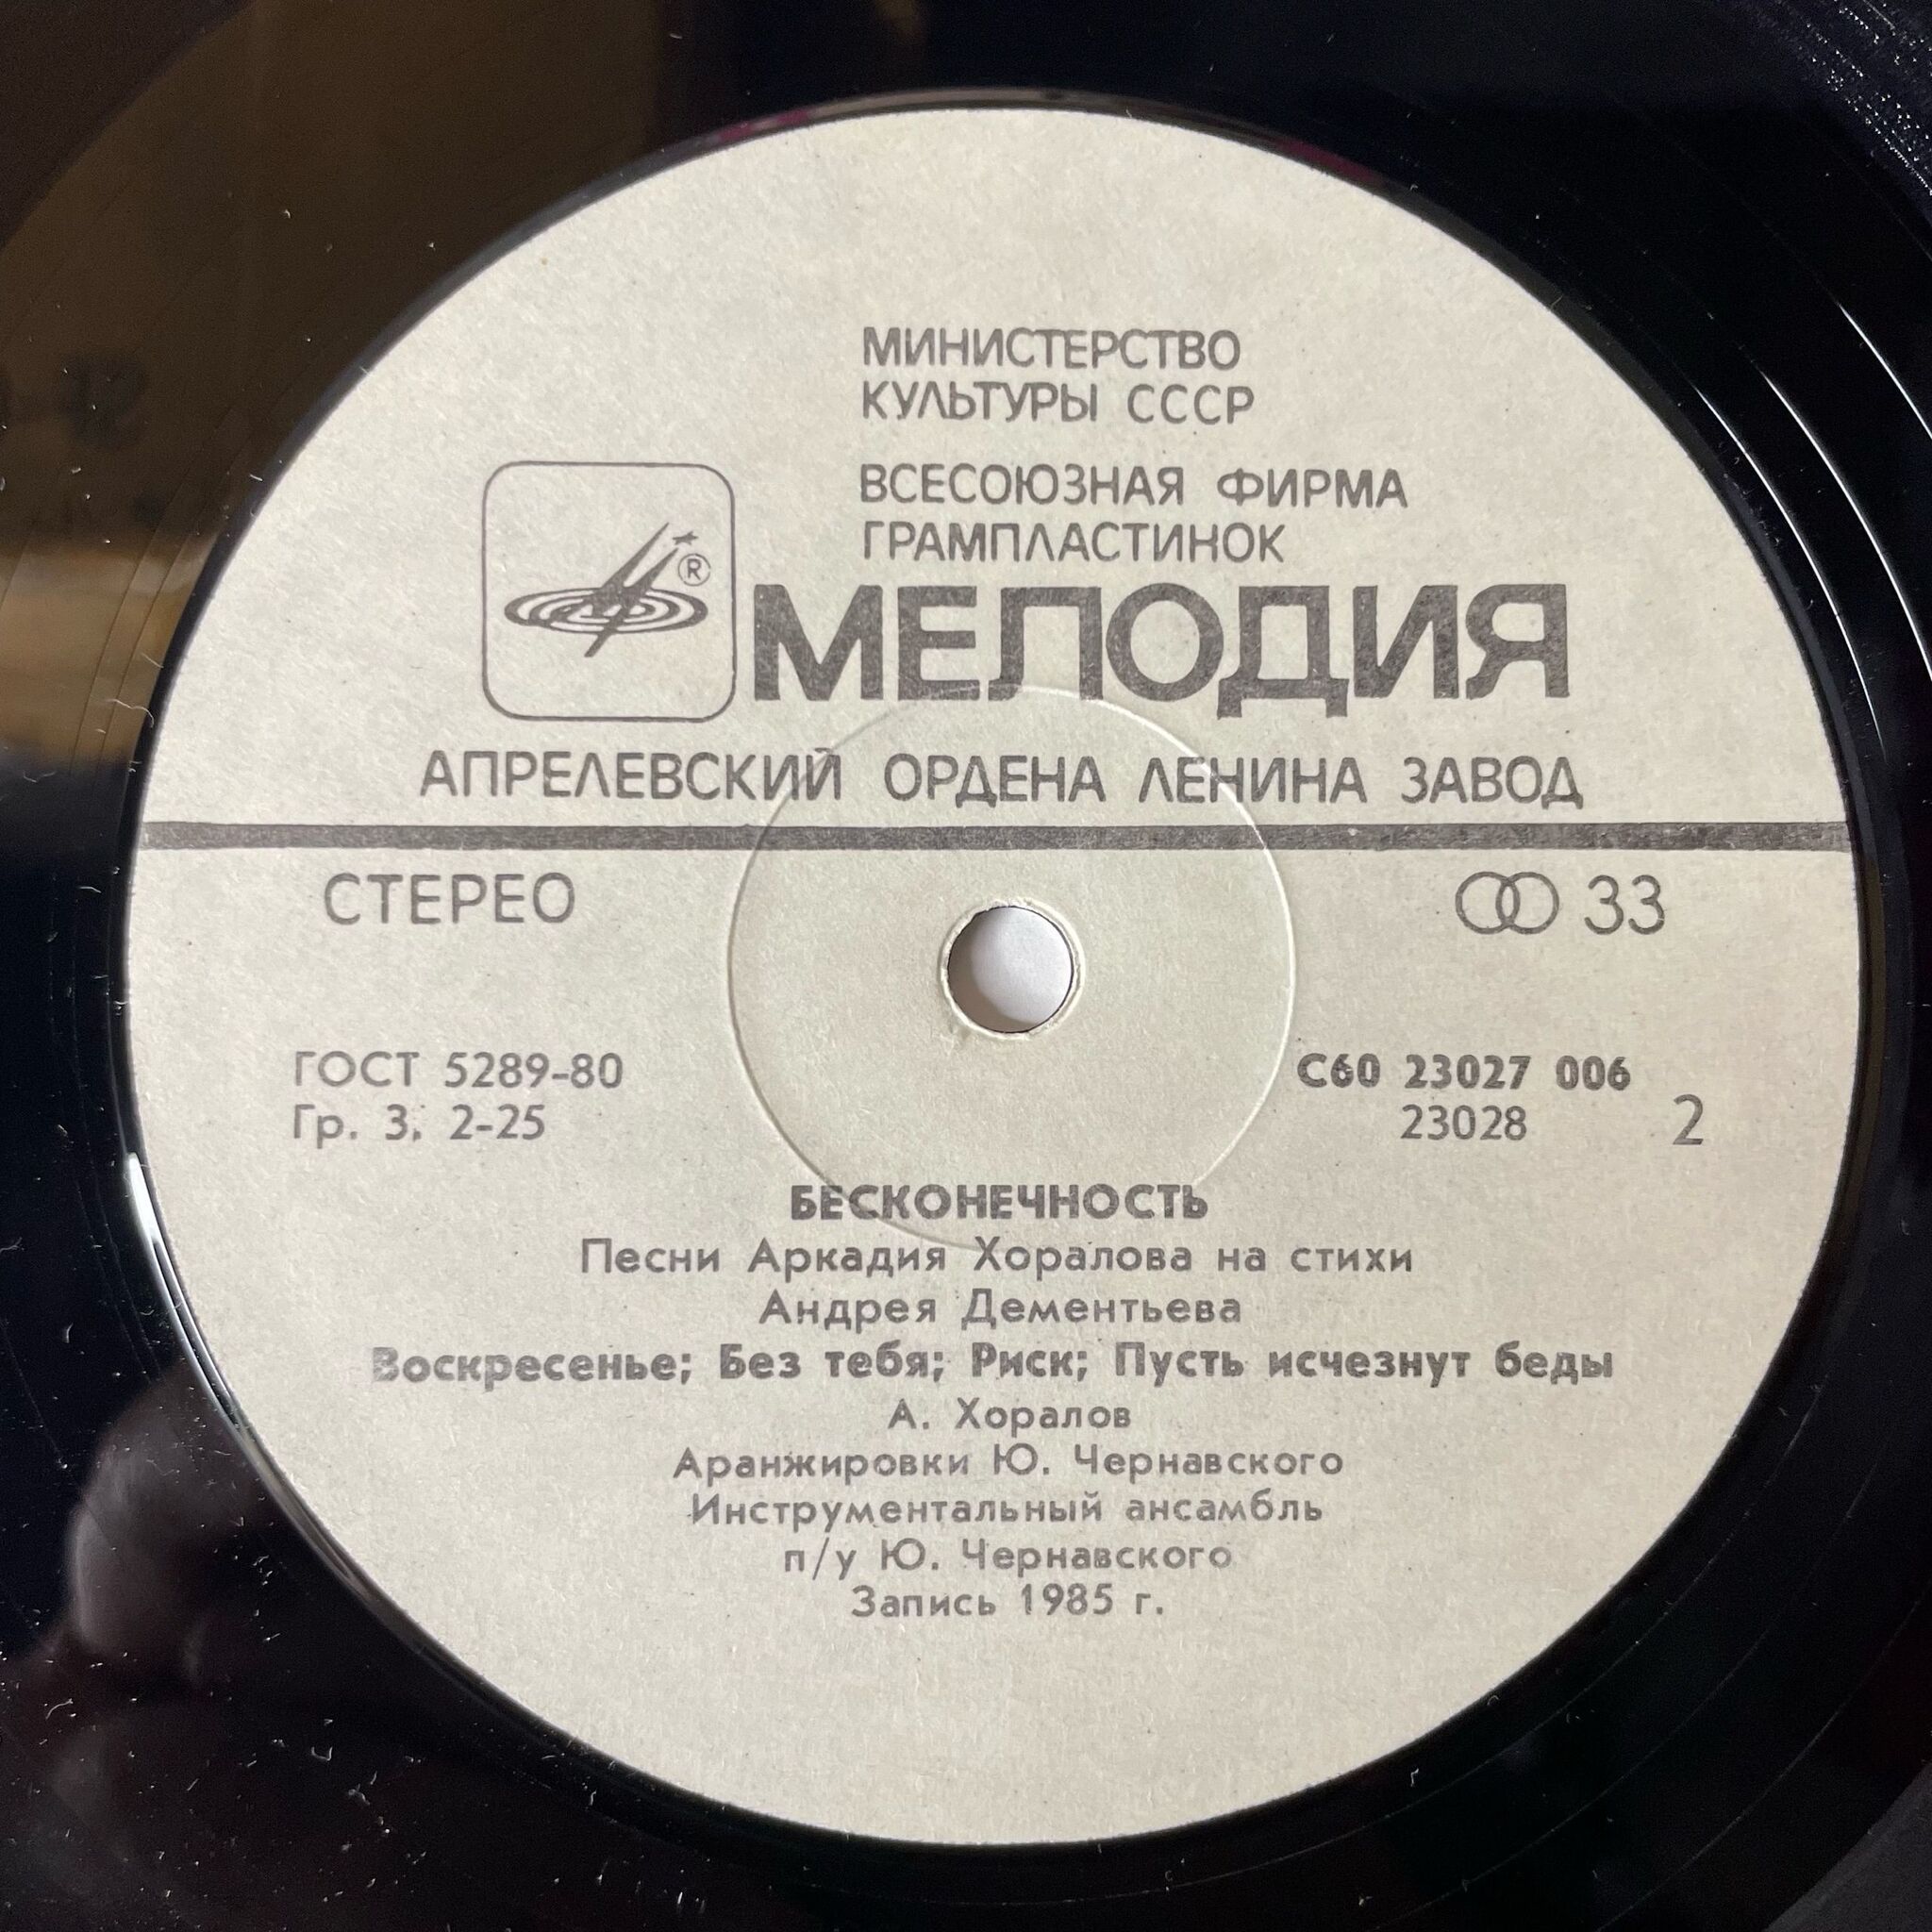 МИНИСТЕРСТВО
КУЛЬТУРЫ СССР
ВСЕСОЮЗНАЯ ФИРМА
ГРАМПЛАСТИНОК
®
МЕЛОДИЯ
АПРЕЛЕВСКИЙ ОРДЕНА ЛЕНИНА ЗАВОД
СТЕРЕО
33
ГОСТ 5289-80
Гр. 3. 2-25
С60 23027 006
23028
2
БЕСКОНЕЧНОСТЬ
Песни Аркадия Хоралова на стихи
Андрея Дементьева
Воскресенье; Без тебя; Риск; Пусть исчезнут беды
А. Хоралов
Аранжировки Ю. Чернавского
Инструментальный ансамбль
п/у Ю. Чернавского
Запись 1985 г.